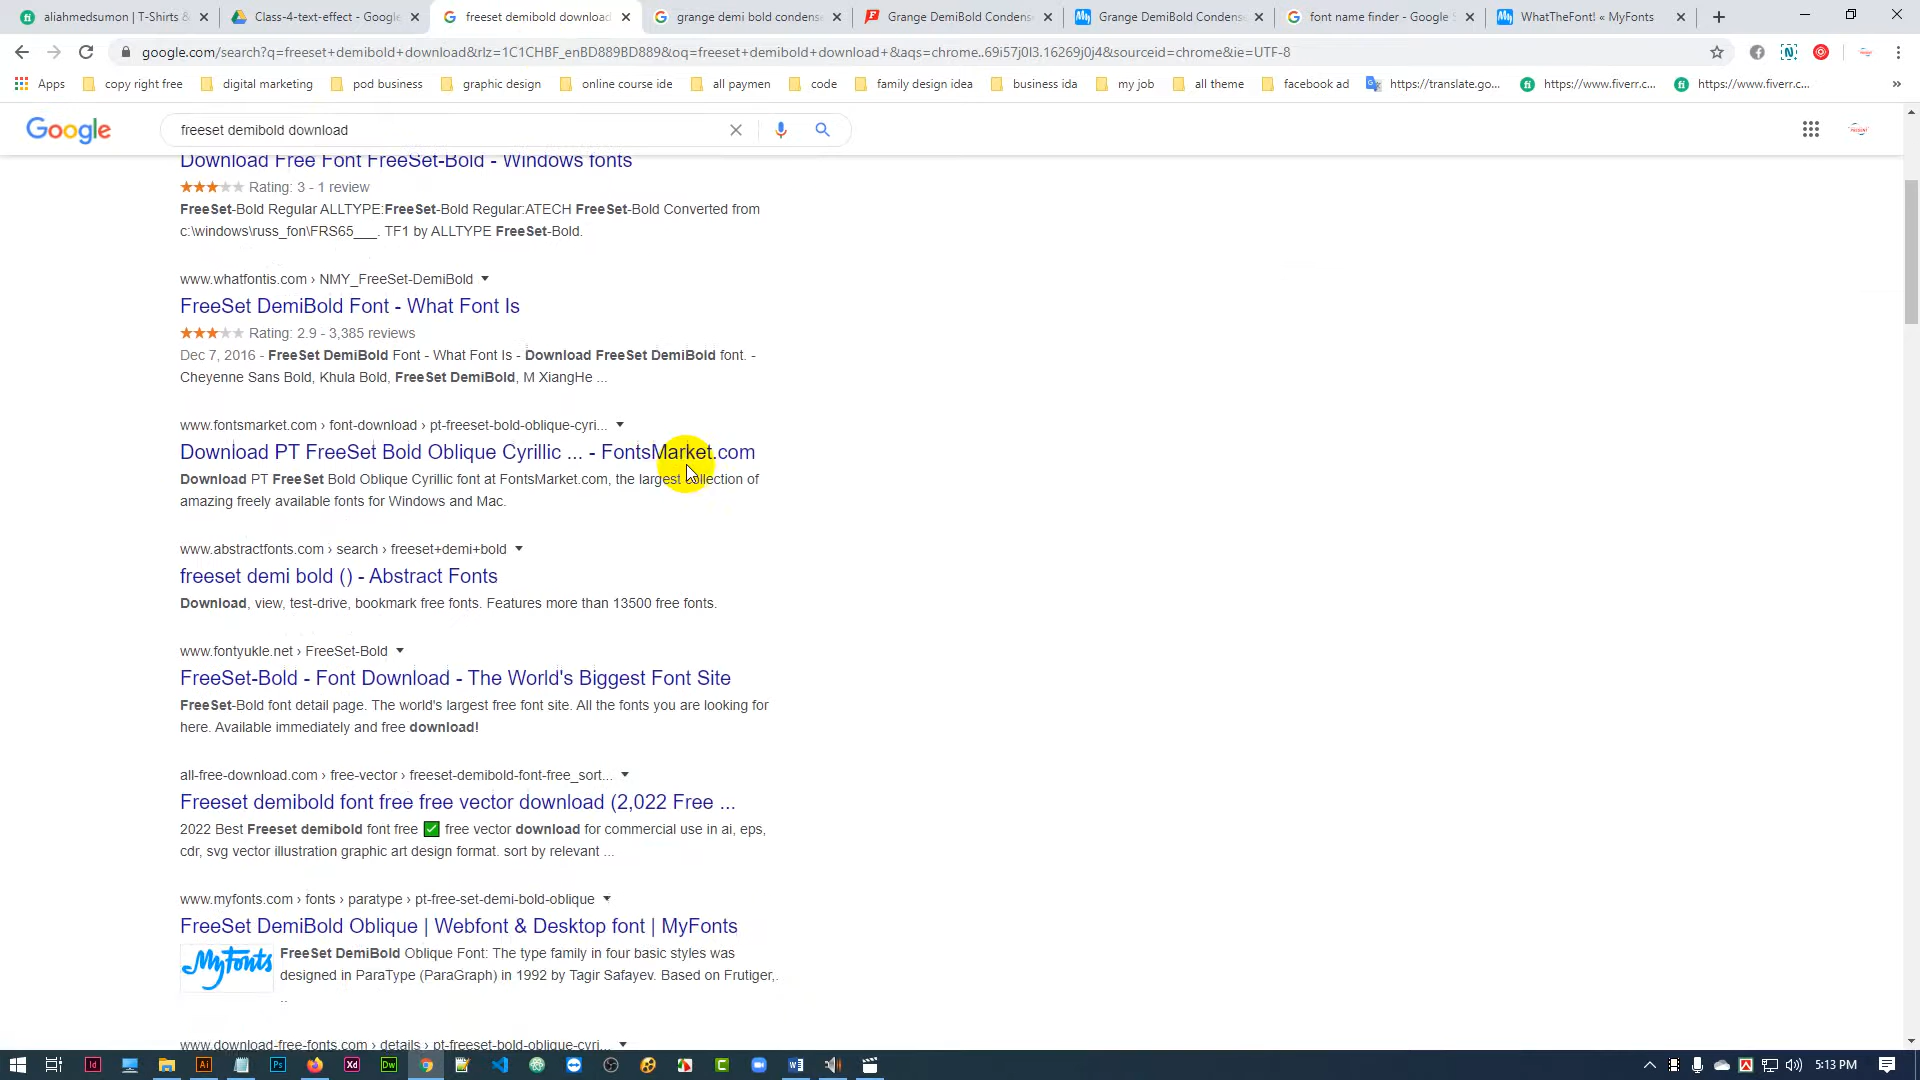 aliahmedsumon | T-Shirts &
Class-4-text-effect - Google
freeset demibold download
grange demi bold condens
Grange DemiBold Condens
Grange DemiBold Condens
font name finder - Google S
WhatTheFont! « MyFonts
google.com/search?q=freeset+demibold+download&rlz=1C1CHBF_enBD889BD889&oq=freeset+demibold+download+&aqs=chrome..69i57j0l3.16269j0j4&sourceid=chrome&ie=UTF-8
Apps
copy right free
digital marketing
pod business
graphic design
online course ide
all paymen
code
family design idea
business ida
my job
all theme
facebook ad
https://translate.go...
https://www.fiverr.c...
https://www.fiverr.c...
Google
freeset demibold download
Download Free Font FreeSet-Bold - Windows fonts
Rating: 3 - 1 review
FreeSet-Bold Regular ALLTYPE:FreeSet-Bold Regular:ATECH FreeSet-Bold Converted from
c:\windows\russ_fon\FRS65___. TF1 by ALLTYPE FreeSet-Bold.
www.whatfontis.com › NMY_FreeSet-DemiBold
FreeSet DemiBold Font - What Font Is
Rating: 2.9 - 3,385 reviews
Dec 7, 2016 - FreeSet DemiBold Font - What Font Is - Download FreeSet DemiBold font. -
Cheyenne Sans Bold, Khula Bold, FreeSet DemiBold, M XiangHe ...
www.fontsmarket.com › font-download › pt-freeset-bold-oblique-cyri...
Download PT FreeSet Bold Oblique Cyrillic ... - FontsMarket.com
Download PT FreeSet Bold Oblique Cyrillic font at FontsMarket.com, the largest collection of
amazing freely available fonts for Windows and Mac.
www.abstractfonts.com › search › freeset+demi+bold
freeset demi bold () - Abstract Fonts
Download, view, test-drive, bookmark free fonts. Features more than 13500 free fonts.
www.fontyukle.net › FreeSet-Bold
FreeSet-Bold - Font Download - The World's Biggest Font Site
FreeSet-Bold font detail page. The world's largest free font site. All the fonts you are looking for
here. Available immediately and free download!
all-free-download.com › free-vector › freeset-demibold-font-free_sort...
Freeset demibold font free free vector download (2,022 Free ...
2022 Best Freeset demibold font free ✅ free vector download for commercial use in ai, eps,
cdr, svg vector illustration graphic art design format. sort by relevant ...
www.myfonts.com › fonts › paratype › pt-free-set-demi-bold-oblique
FreeSet DemiBold Oblique | Webfont & Desktop font | MyFonts
MyFonts
FreeSet DemiBold Oblique Font: The type family in four basic styles was
designed in ParaType (ParaGraph) in 1992 by Tagir Safayev. Based on Frutiger,.
..
www.download-free-fonts.com › details › pt-freeset-bold-oblique-cyri...
5:13 PM